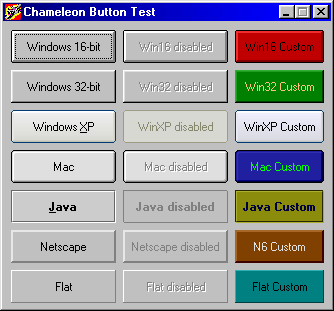 Chameleon Button Test
Windows 16-bit Win16 disabled Win16 Custom
Windows 32-bit Win32 disabled Win32 Custom
Windows XP WinXP disabled WinXP Custom
Mac Mac disabled Mac Custom
Java Java disabled Java Custom
Netscape Netscape disabled N6 Custom
Flat Flat disabled Flat Custom